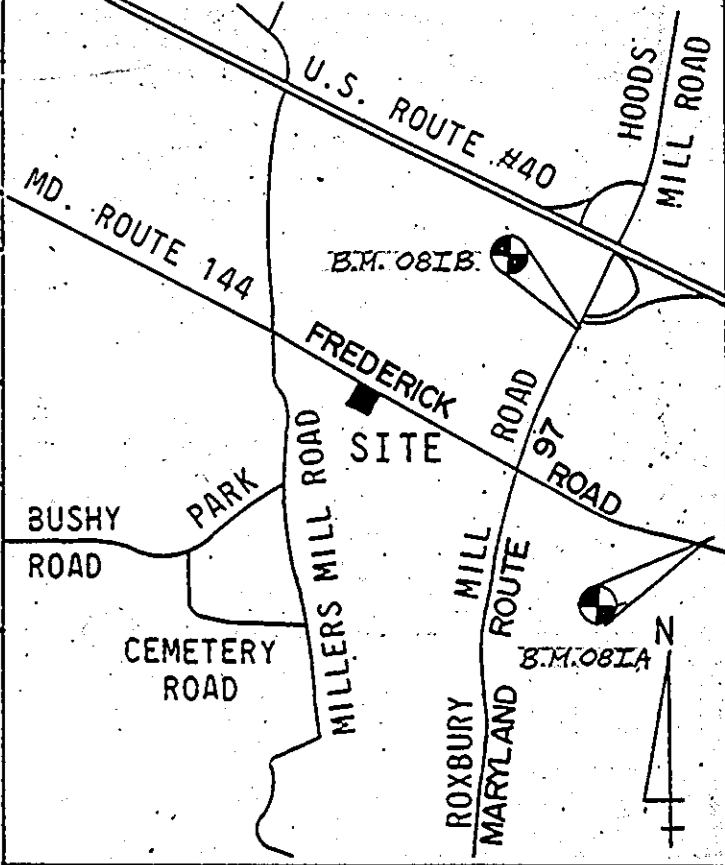 U.S. ROUTE #40
HOODS
MILL ROAD
MD. ROUTE 144
B.M. 08IB
FREDERICK
ROAD
SITE
ROAD
97
MILLERS MILL ROAD
BUSHY
PARK
ROAD
CEMETERY
ROAD
MILL
ROUTE
B.M. 08IA
N
ROXBURY
MARYLAND